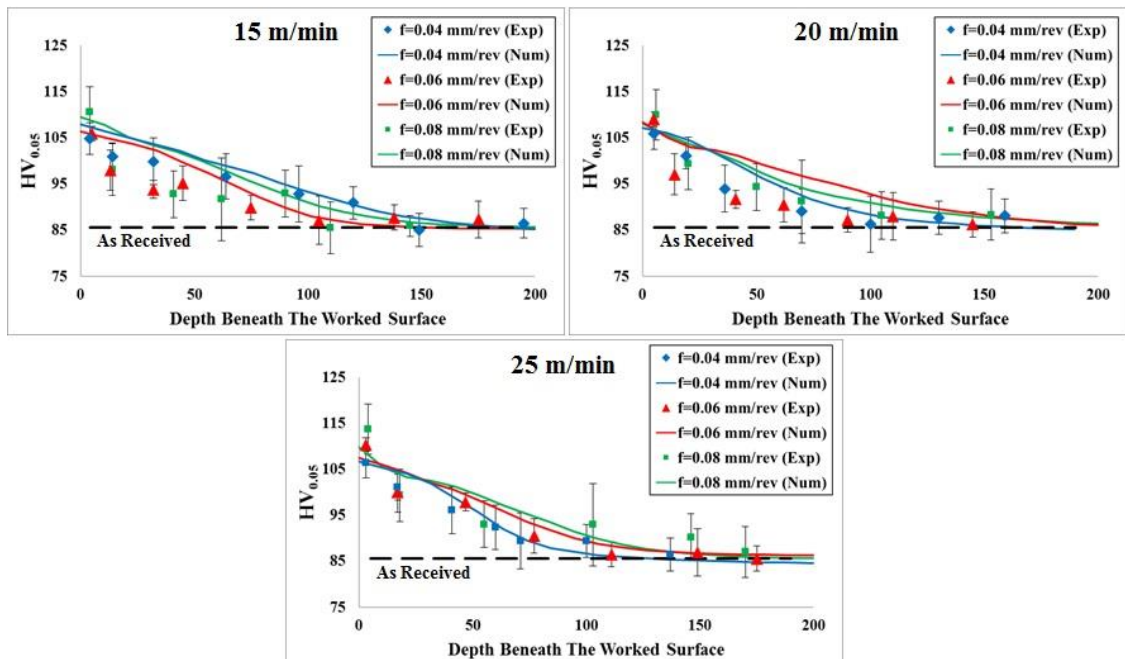 15 m/min
125
115
105
95
85
75
HV0.05
As Received
0
50
100
150
200
Depth Beneath The Worked Surface
f=0.04 mm/rev (Exp)
f=0.04 mm/rev (Num)
f=0.06 mm/rev (Exp)
f=0.06 mm/rev (Num)
f=0.08 mm/rev (Exp)
f=0.08 mm/rev (Num)
20 m/min
125
115
105
95
85
75
HV0.05
As Received
0
50
100
150
200
Depth Beneath The Worked Surface
f=0.04 mm/rev (Exp)
f=0.04 mm/rev (Num)
f=0.06 mm/rev (Exp)
f=0.06 mm/rev (Num)
f=0.08 mm/rev (Exp)
f=0.08 mm/rev (Num)
25 m/min
125
115
105
95
85
75
HV0.05
As Received
0
50
100
150
200
Depth Beneath The Worked Surface
f=0.04 mm/rev (Exp)
f=0.04 mm/rev (Num)
f=0.06 mm/rev (Exp)
f=0.06 mm/rev (Num)
f=0.08 mm/rev (Exp)
f=0.08 mm/rev (Num)